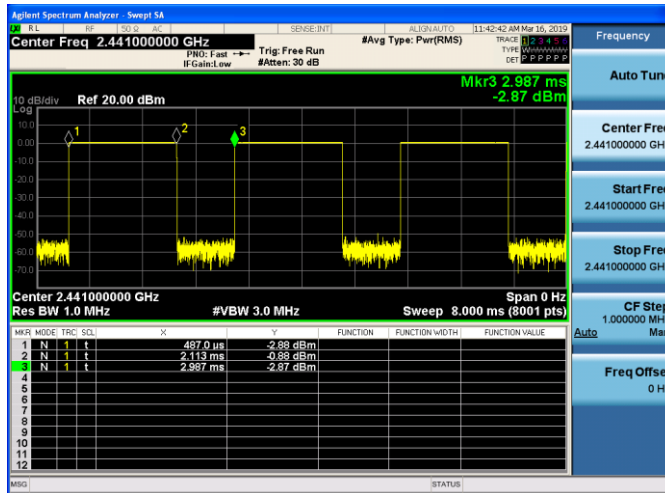 Agilent Spectrum Analyzer - Swept SA
RL RF 50 Ω AC SENSE:INT ALIGN AUTO 11:42:42 AM Mar 16, 2019
Center Freq 2.441000000 GHz
PNO: Fast
IFGain:Low
Trig: Free Run
#Atten: 30 dB
#Avg Type: Pwr(RMS)
TRACE 1 2 3 4 5 6
TYPE
DET P P P P P P
Mkr3 2.987 ms
-2.87 dBm
10 dB/div Ref 20.00 dBm
Log
10.0
0.00
-10.0
-20.0
-30.0
-40.0
-50.0
-60.0
-70.0
1
2
3
Center 2.441000000 GHz Span 0 Hz
Res BW 1.0 MHz #VBW 3.0 MHz Sweep 8.000 ms (8001 pts)
MKR MODE TRC SCL X Y FUNCTION FUNCTION WIDTH FUNCTION VALUE
1 N 1 t 487.0 µs -2.88 dBm
2 N 1 t 2.113 ms -0.88 dBm
3 N 1 t 2.987 ms -2.87 dBm
4
5
6
7
8
9
10
11
12
MSG STATUS
Frequency
Auto Tun
Center Fre
2.441000000 GH
Start Fre
2.441000000 GH
Stop Fre
2.441000000 GH
CF Ste
1.000000 MH
Auto Ma
Freq Offse
0 H